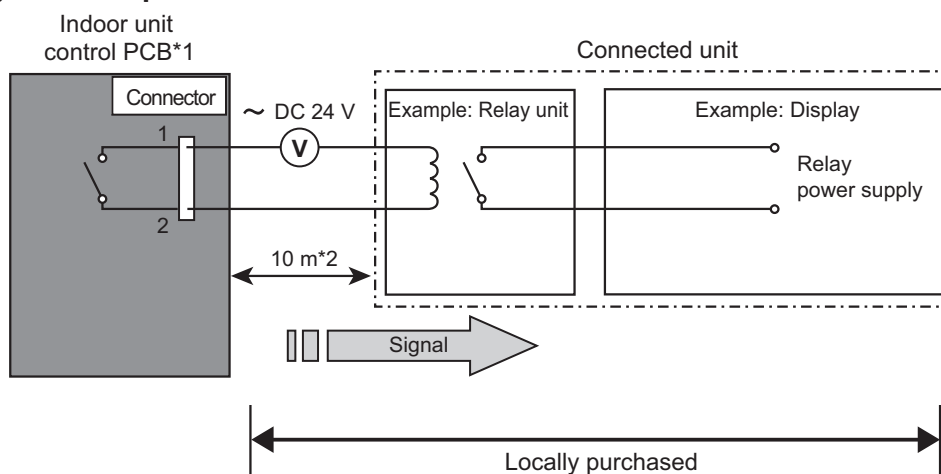 Indoor unit
control PCB*1
Connector
1
2
~ DC 24 V
V
10 m*2
Connected unit
Example: Relay unit
Example: Display
Relay
power supply
Signal
Locally purchased